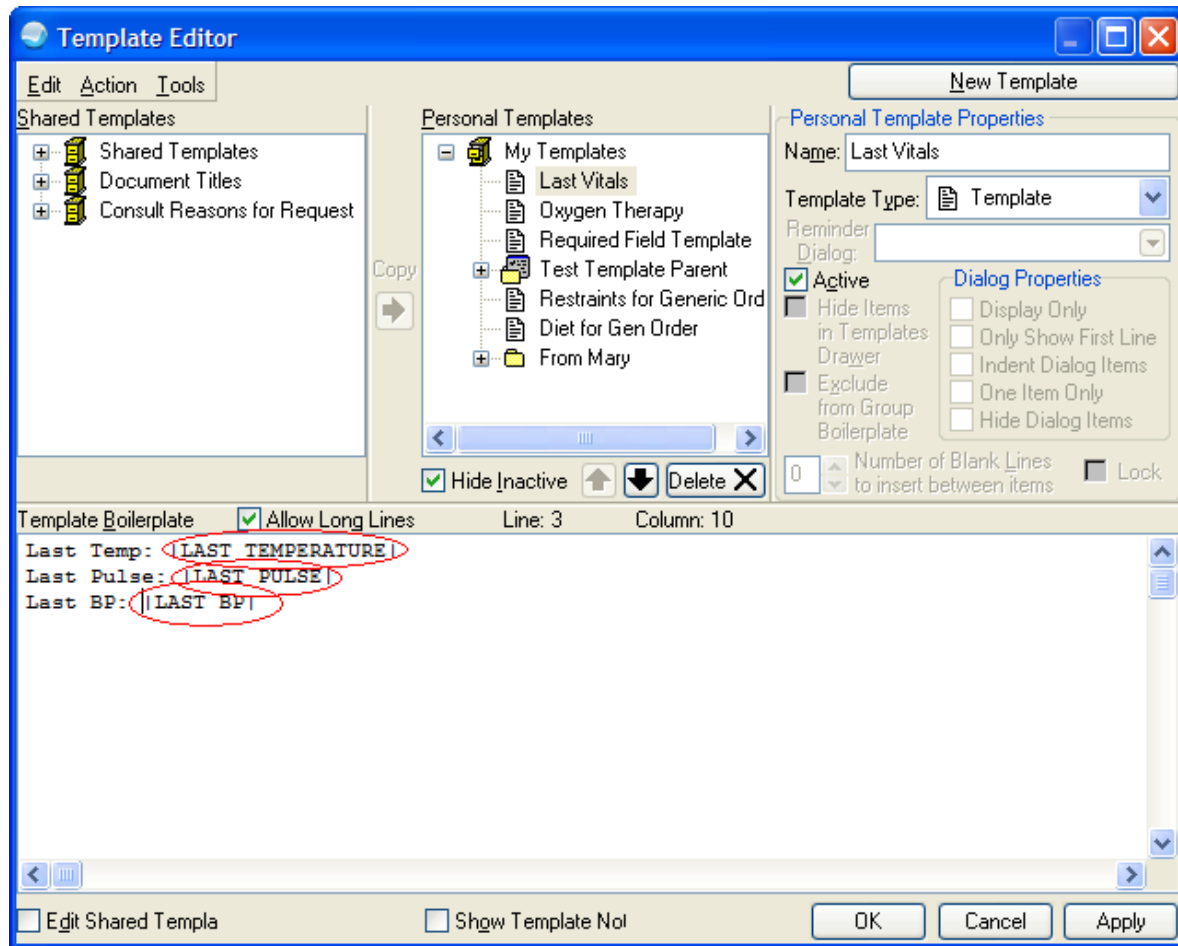 Template Editor
Edit Action Tools
New Template
Shared Templates
Shared Templates
Document Titles
Consult Reasons for Request
Copy
Personal Templates
My Templates
Last Vitals
Oxygen Therapy
Required Field Template
Test Template Parent
Restraints for Generic Ord
Diet for Gen Order
From Mary
Hide Inactive
Delete
Personal Template Properties
Name: Last Vitals
Template Type: Template
Reminder
Dialog:
Active
Hide Items
in Templates
Drawer
Exclude
from Group
Boilerplate
Dialog Properties
Display Only
Only Show First Line
Indent Dialog Items
One Item Only
Hide Dialog Items
0 Number of Blank Lines
to insert between items
Lock
Template Boilerplate Allow Long Lines Line: 3 Column: 10
Last Temp: |LAST TEMPERATURE|
Last Pulse: |LAST PULSE|
Last BP: |LAST BP|
Edit Shared Templa Show Template Not OK Cancel Apply